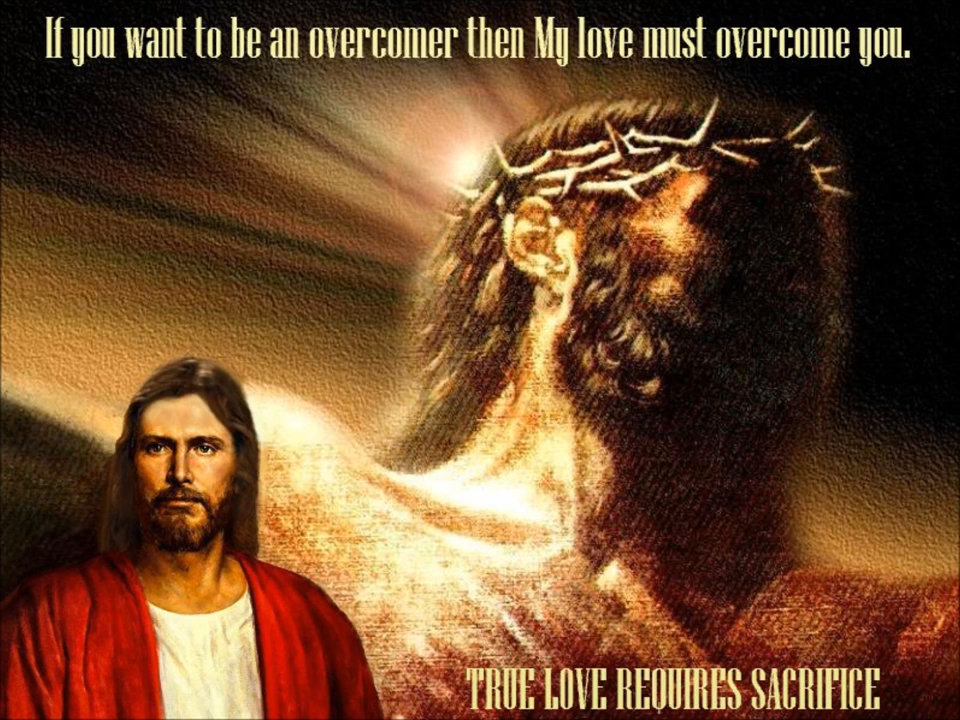 If you want to be an overcomer then My love must overcome you.
TRUE LOVE REQUIRES SACRIFICE